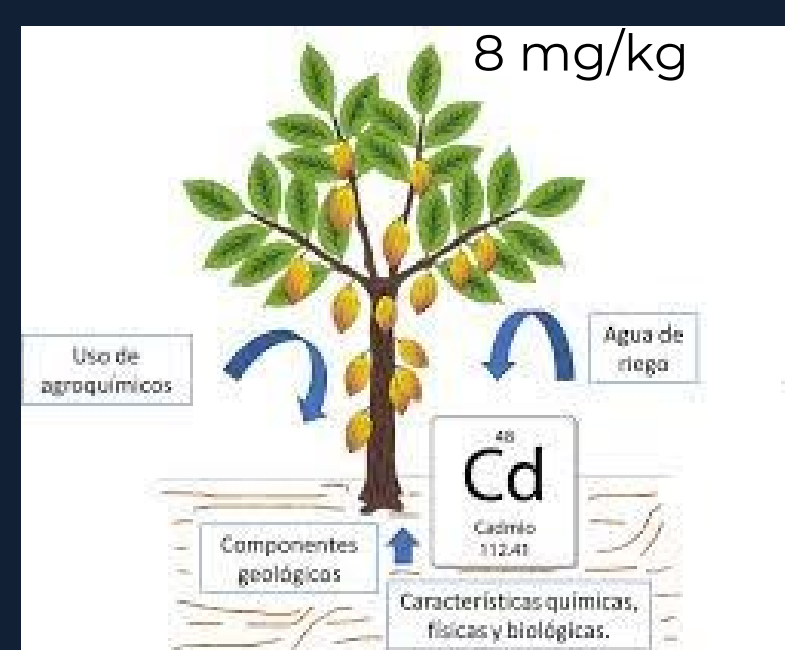 8 mg/kg
Uso de
agroquímicos
Agua de
riego
48
Cd
Cadmio
112.41
Componentes
geológicos
Características químicas,
físicas y biológicas.